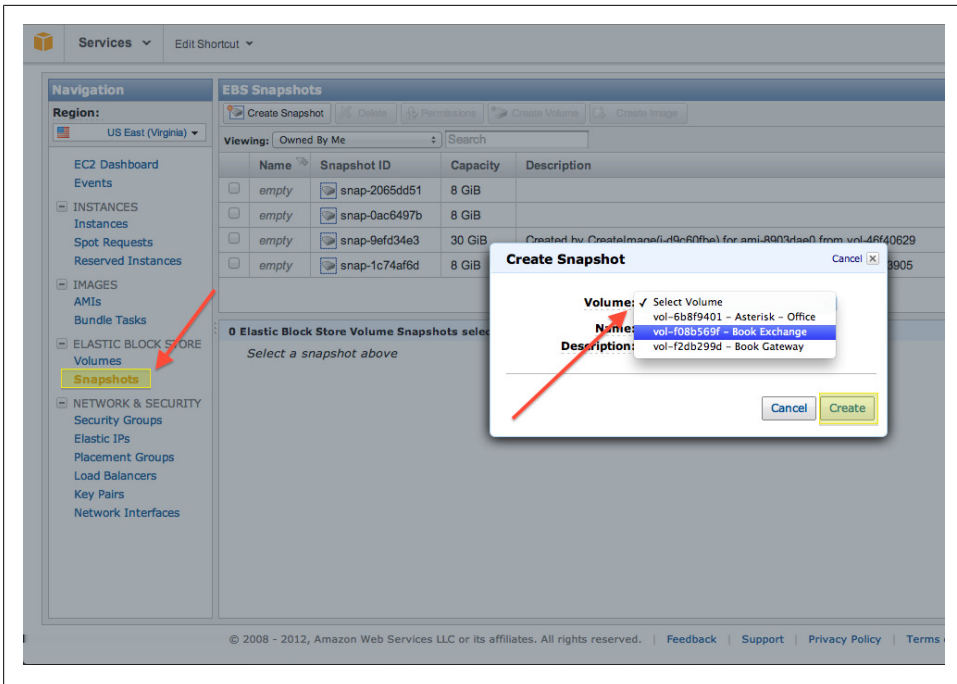 Services Edit Shortcut
Navigation
Region:
US East (Virginia)
EC2 Dashboard
Events
INSTANCES
Instances
Spot Requests
Reserved Instances
IMAGES
AMIs
Bundle Tasks
ELASTIC BLOCK STORE
Volumes
Snapshots
NETWORK & SECURITY
Security Groups
Elastic IPs
Placement Groups
Load Balancers
Key Pairs
Network Interfaces
EBS Snapshots
Create Snapshot Delete Permissions Create Volume Create Image
Viewing: Owned By Me Search
Name Snapshot ID Capacity Description
empty snap-2065dd51 8 GiB
empty snap-0ac6497b 8 GiB
empty snap-9efd34e3 30 GiB Created by CreateImage(i-d9c60fbe) for ami-8903dae0 from vol-46f40629
empty snap-1c74af6d 8 GiB 3905
0 Elastic Block Store Volume Snapshots selec
Select a snapshot above
Create Snapshot Cancel
Volume: ✓ Select Volume
vol-6b8f9401 – Asterisk – Office
Name: vol-f08b569f – Book Exchange
Description: vol-f2db299d – Book Gateway
Cancel Create
© 2008 - 2012, Amazon Web Services LLC or its affiliates. All rights reserved. | Feedback | Support | Privacy Policy | Terms